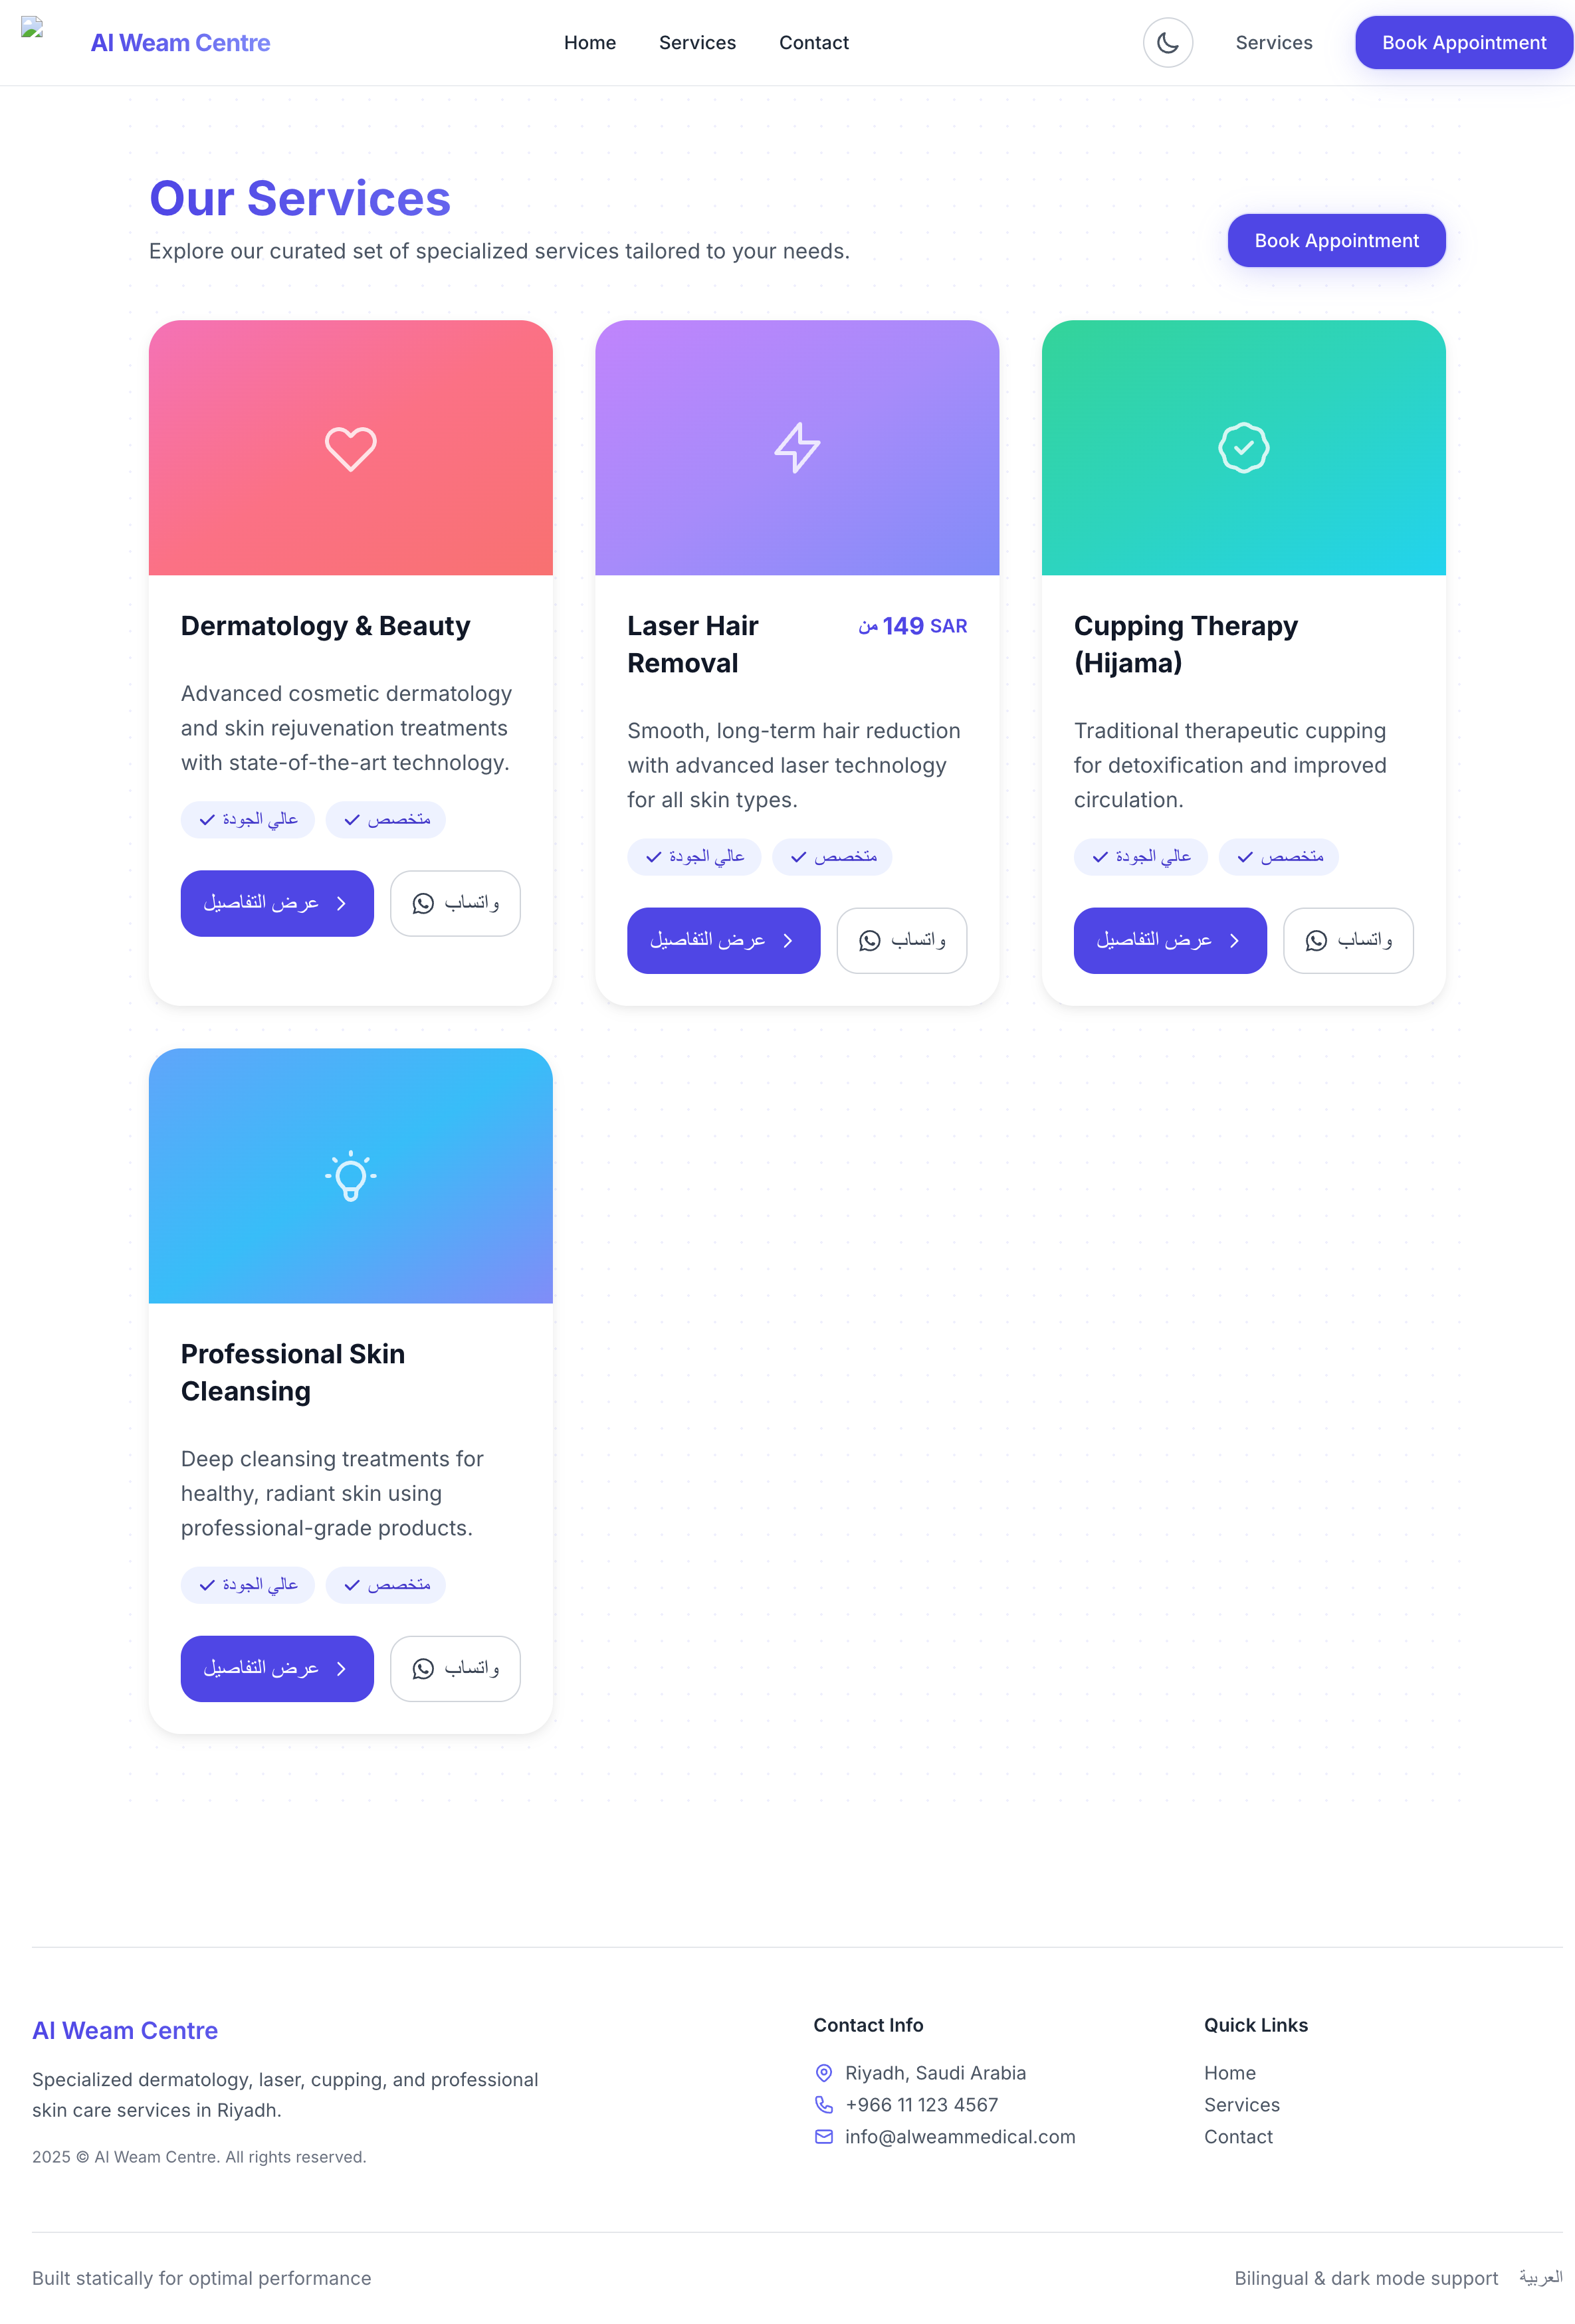 Al Weam Centre
Home
Services
Contact
Services
Book Appointment
Our Services
Explore our curated set of specialized services tailored to your needs.
Book Appointment
Dermatology & Beauty
Advanced cosmetic dermatology
and skin rejuvenation treatments
with state-of-the-art technology.
عالي الجودة
متخصص
عرض التفاصيل
واتساب
Laser Hair
Removal
من 149 SAR
Smooth, long-term hair reduction
with advanced laser technology
for all skin types.
عالي الجودة
متخصص
عرض التفاصيل
واتساب
Cupping Therapy
(Hijama)
Traditional therapeutic cupping
for detoxification and improved
circulation.
عالي الجودة
متخصص
عرض التفاصيل
واتساب
Professional Skin
Cleansing
Deep cleansing treatments for
healthy, radiant skin using
professional-grade products.
عالي الجودة
متخصص
عرض التفاصيل
واتساب
Al Weam Centre
Specialized dermatology, laser, cupping, and professional
skin care services in Riyadh.
2025 © Al Weam Centre. All rights reserved.
Contact Info
Riyadh, Saudi Arabia
+966 11 123 4567
info@alweammedical.com
Quick Links
Home
Services
Contact
Built statically for optimal performance
Bilingual & dark mode support
العربية